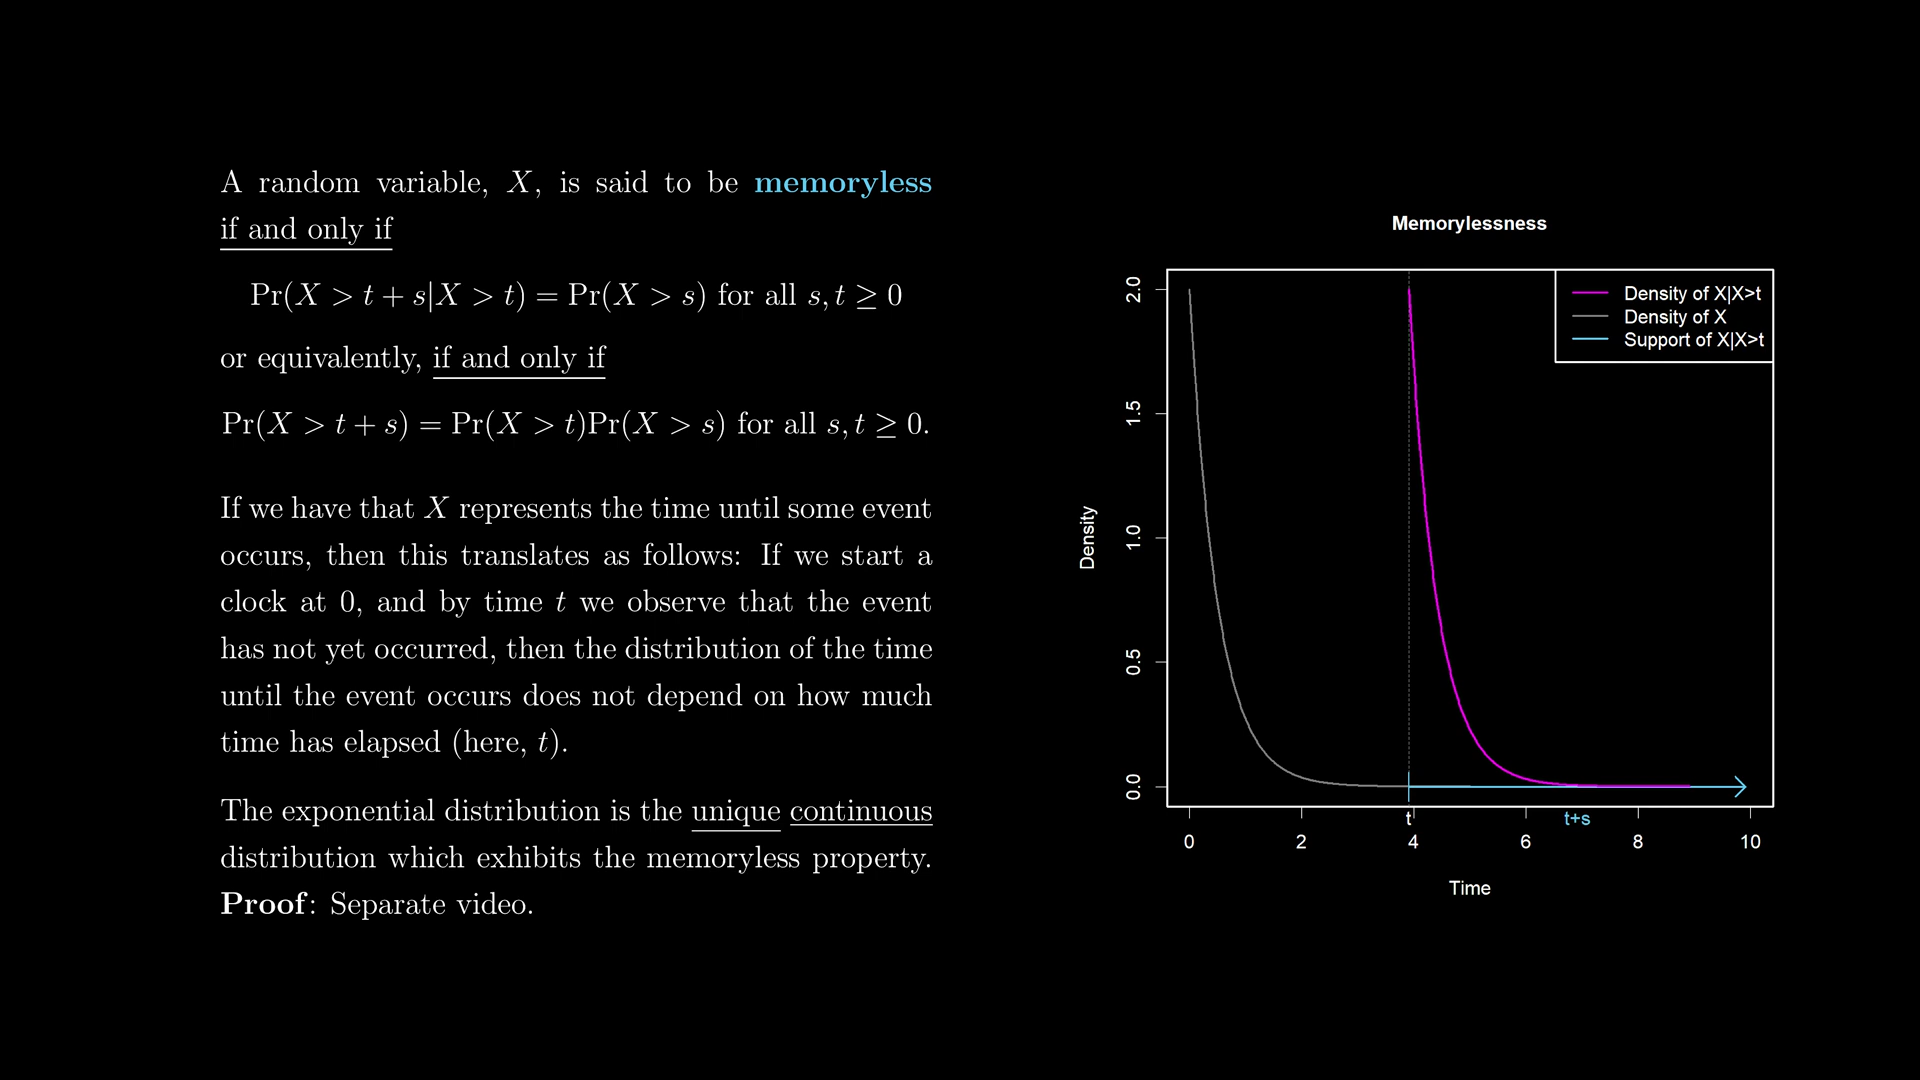 A random variable, X, is said to be memoryless
if and only if
Pr(X > t + s|X > t) = Pr(X > s) for all s, t ≥ 0
or equivalently, if and only if
Pr(X > t + s) = Pr(X > t)Pr(X > s) for all s, t ≥ 0.
If we have that X represents the time until some event
occurs, then this translates as follows: If we start a
clock at 0, and by time t we observe that the event
has not yet occurred, then the distribution of the time
until the event occurs does not depend on how much
time has elapsed (here, t).
The exponential distribution is the unique continuous
distribution which exhibits the memoryless property.
Proof: Separate video.
Memorylessness
Density of X|X>t
Density of X
Support of X|X>t
Density
2.0
1.5
1.0
0.5
0.0
t
t+s
0 2 4 6 8 10
Time